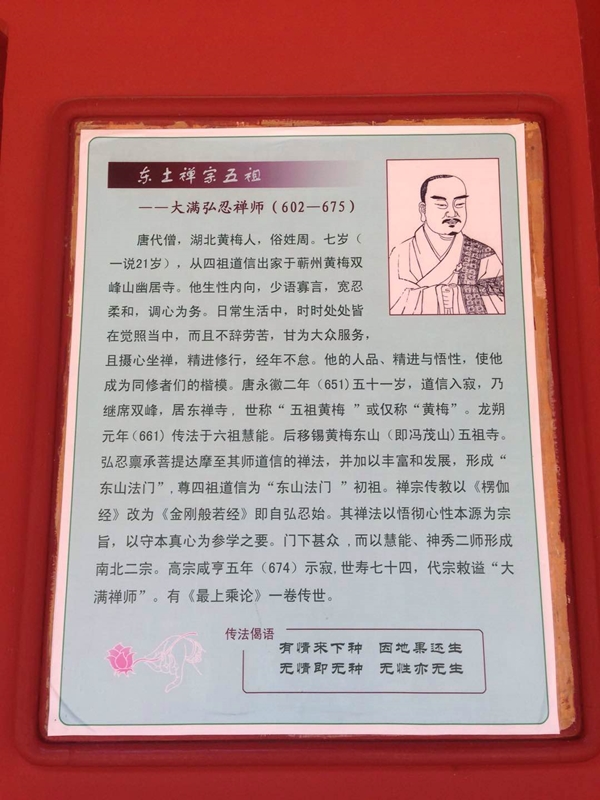 东土禅宗五祖
——大满弘忍禅师（602—675）
唐代僧，湖北黄梅人，俗姓周。七岁（
一说21岁），从四祖道信出家于蕲州黄梅双
峰山幽居寺。他生性内向，少语寡言，宽忍
柔和，调心为务。日常生活中，时时处处皆
在觉照当中，而且不辞劳苦，甘为大众服务，
且摄心坐禅，精进修行，经年不怠。他的人品、精进与悟性，使他
成为同修者们的楷模。唐永徽二年（651）五十一岁，道信入寂，乃
继席双峰，居东禅寺，世称“五祖黄梅”或仅称“黄梅”。龙朔
元年（661）传法于六祖慧能。后移锡黄梅东山（即冯茂山)五祖寺。
弘忍禀承菩提达摩至其师道信的禅法，并加以丰富和发展，形成“
东山法门”,尊四祖道信为“东山法门 ”初祖。禅宗传教以《楞伽
经》改为《金刚般若经》即自弘忍始。其禅法以悟彻心性本源为宗
旨，以守本真心为参学之要。门下甚众,而以慧能、神秀二师形成
南北二宗。高宗咸亨五年（674）示寂,世寿七十四，代宗敕谥“大
满禅师”。有《最上乘论》一卷传世。
传法偈语
有情来下种 因地果还生
无情即无种 无性亦无生